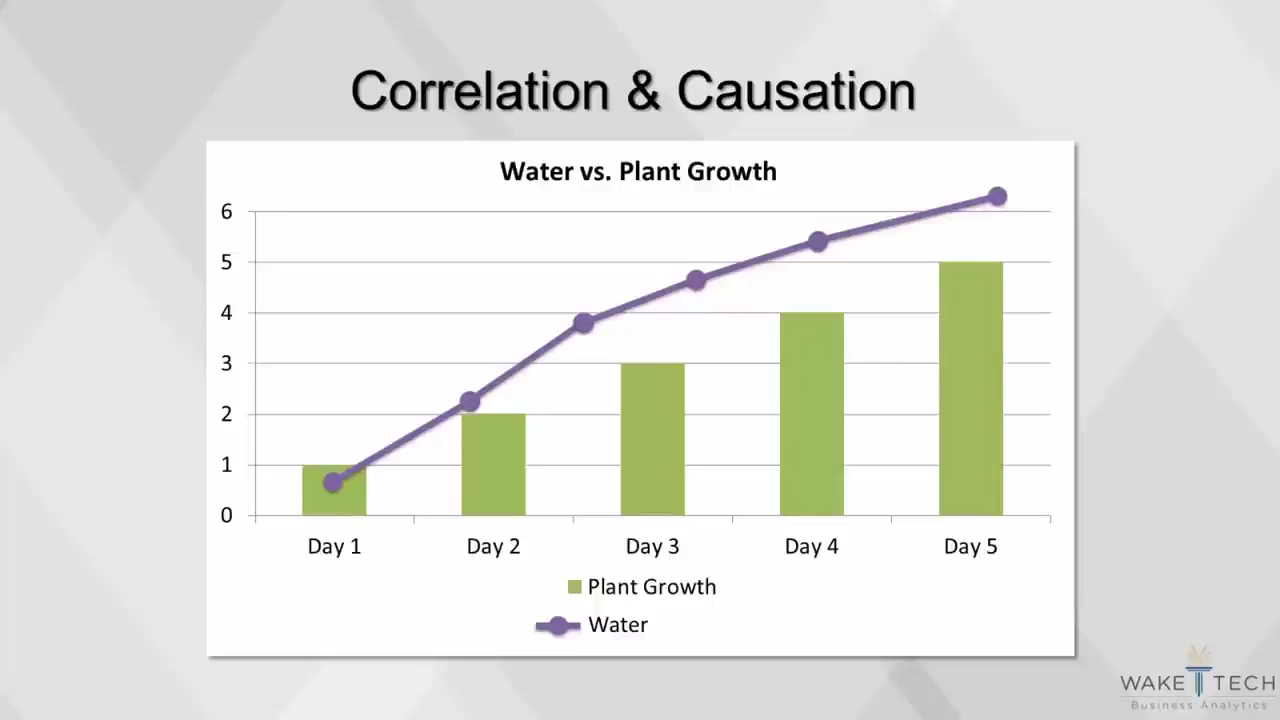 Correlation & Causation
Water vs. Plant Growth
6
5
4
3
2
1
0
Day 1 Day 2 Day 3 Day 4 Day 5
Plant Growth
Water
WAKE TECH
Business Analytics